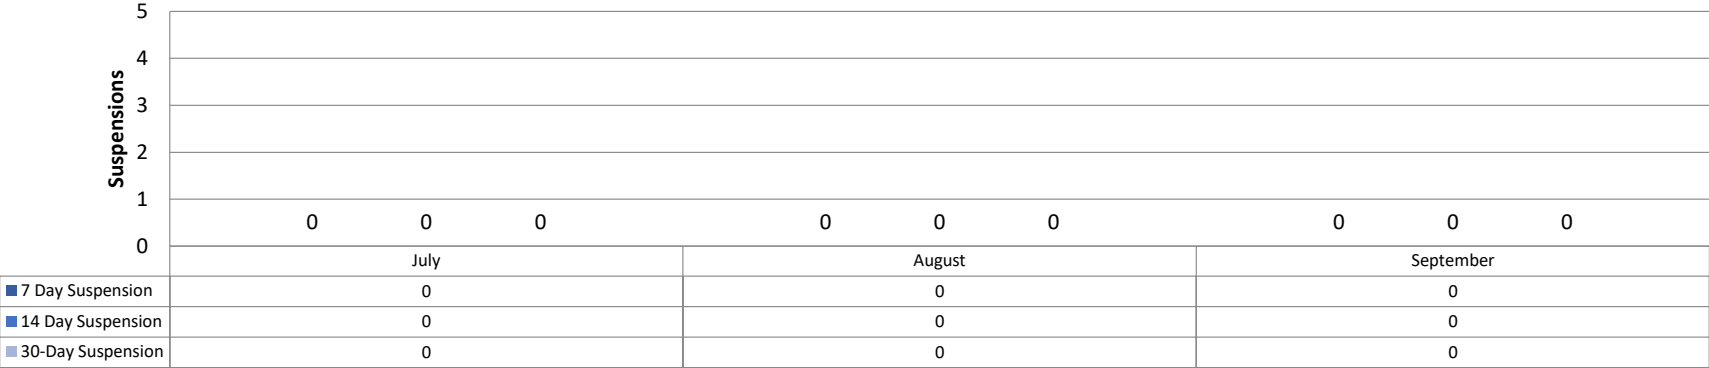 5
4
3
2
1
0
Suspensions
0 0 0 0 0 0 0 0 0
July August September
7 Day Suspension 0 0 0
14 Day Suspension 0 0 0
30-Day Suspension 0 0 0